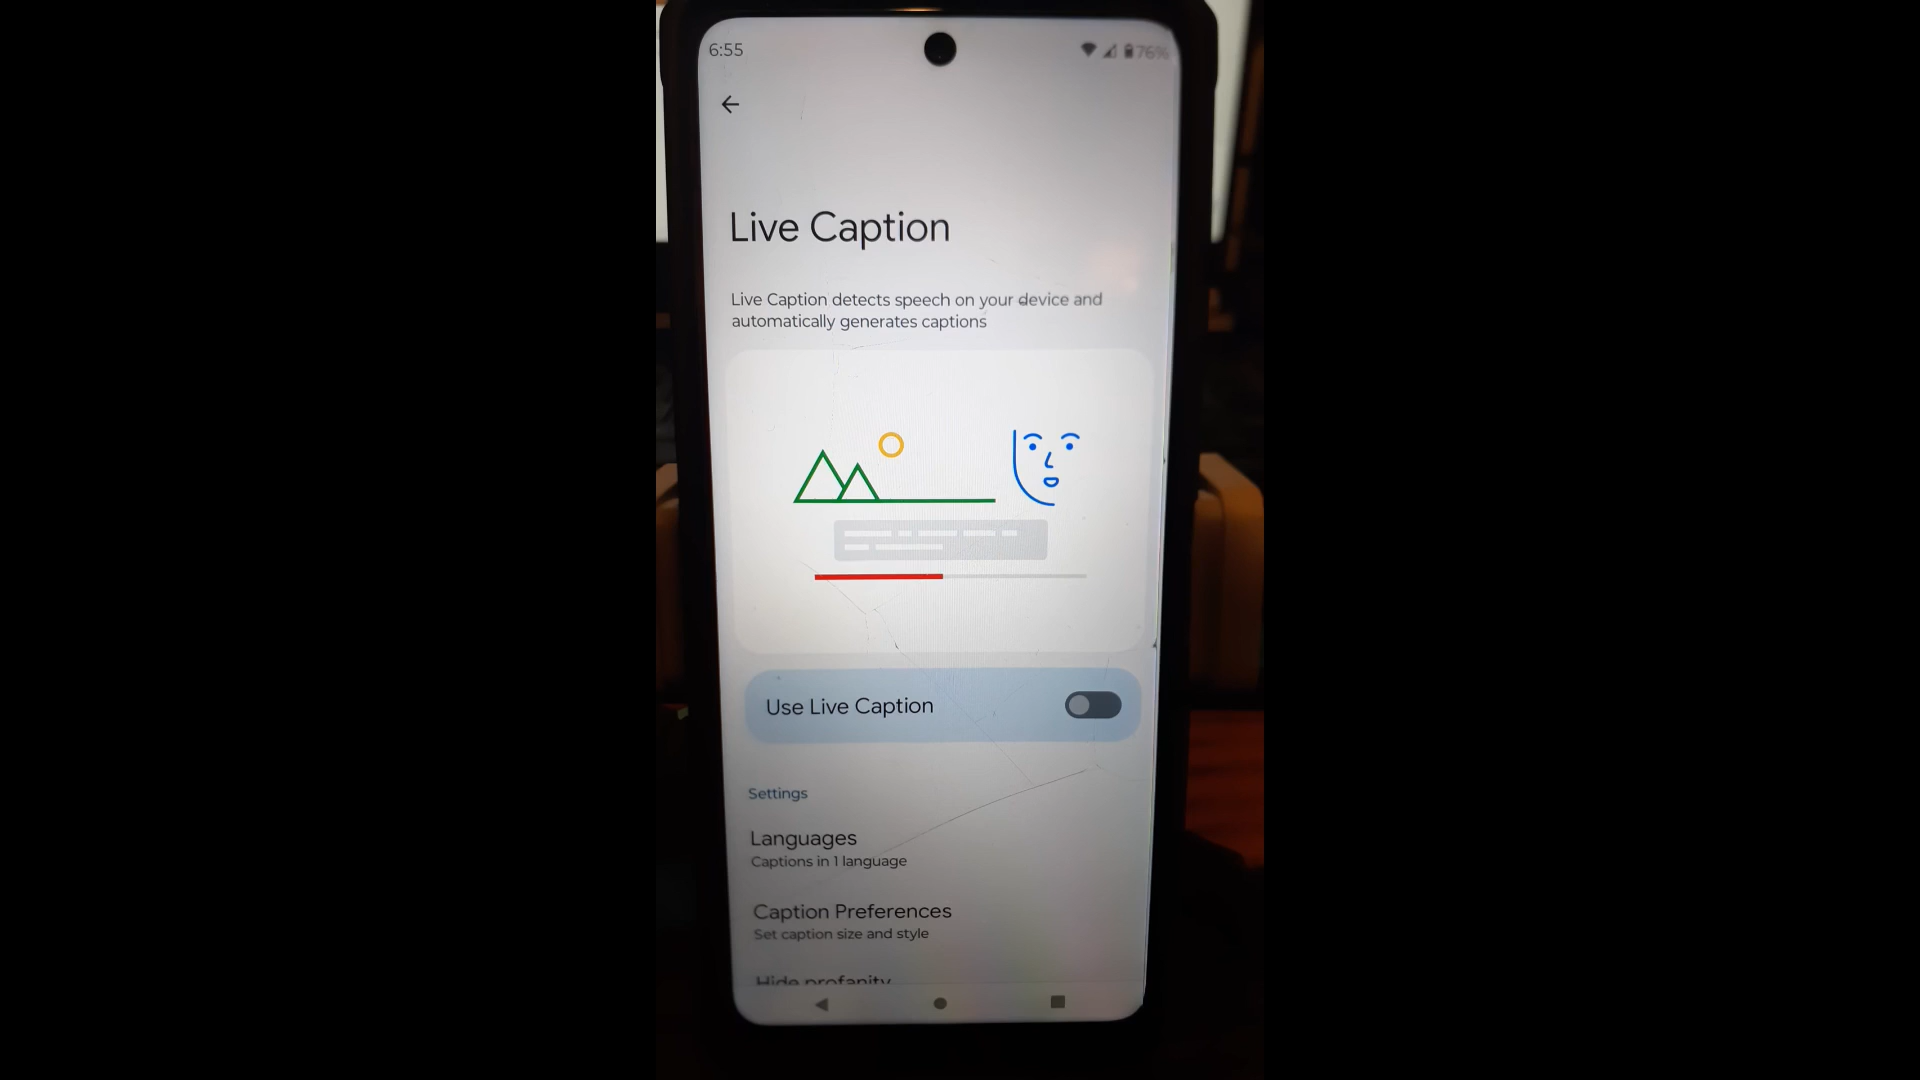 6:55
76%
Live Caption
Live Caption detects speech on your device and
automatically generates captions
Use Live Caption
Settings
Languages
Captions in 1 language
Caption Preferences
Set caption size and style
Hide profanity